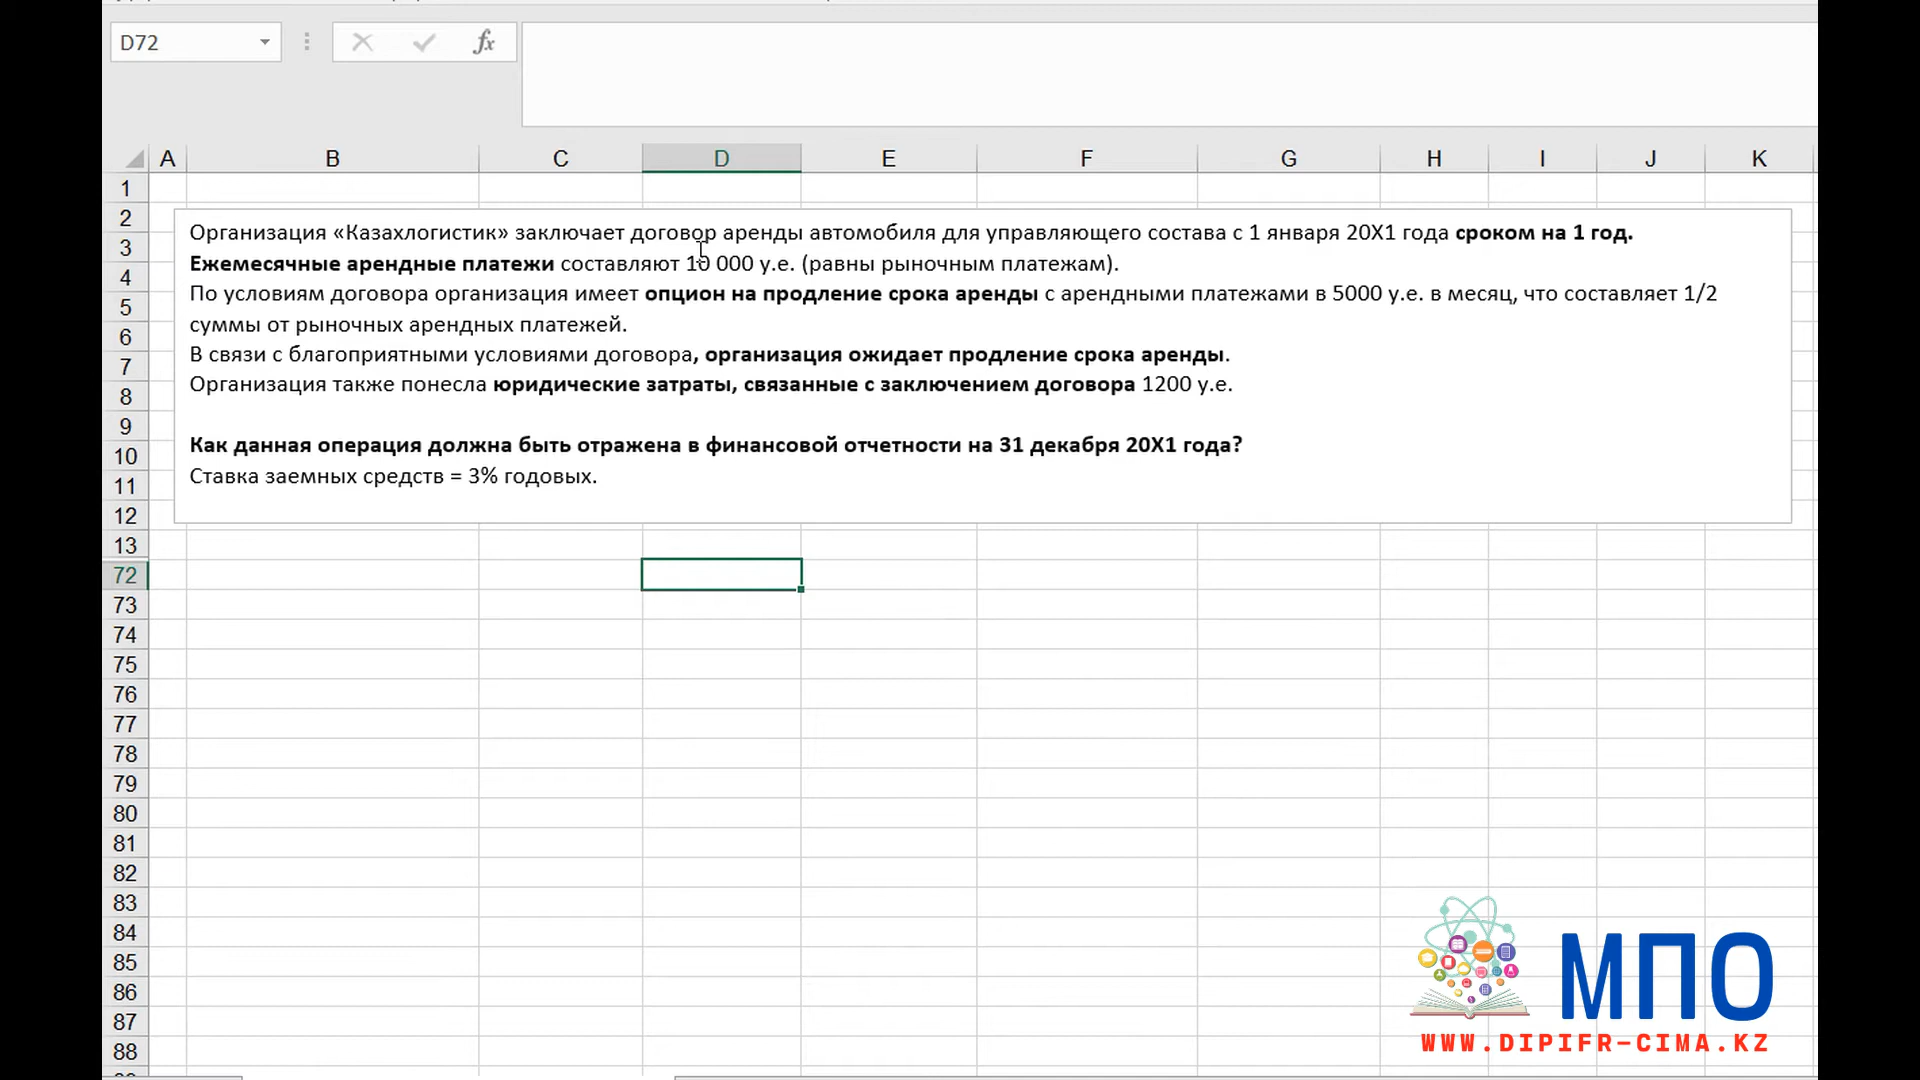 D72
fx
A B C D E F G H I J K
1
2
3
4
5
6
7
8
9
10
11
12
13
72
73
74
75
76
77
78
79
80
81
82
83
84
85
86
87
88
Организация «Казахлогистик» заключает договор аренды автомобиля для управляющего состава с 1 января 20X1 года сроком на 1 год.
Ежемесячные арендные платежи составляют 10 000 у.е. (равны рыночным платежам).
По условиям договора организация имеет опцион на продление срока аренды с арендными платежами в 5000 у.е. в месяц, что составляет 1/2
суммы от рыночных арендных платежей.
В связи с благоприятными условиями договора, организация ожидает продление срока аренды.
Организация также понесла юридические затраты, связанные с заключением договора 1200 у.е.
Как данная операция должна быть отражена в финансовой отчетности на 31 декабря 20X1 года?
Ставка заемных средств = 3% годовых.
МПО
WWW.DIPIFR-CIMA.KZ